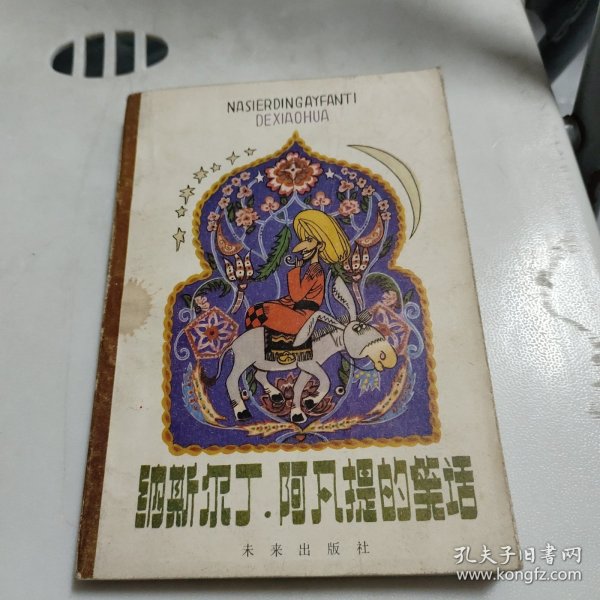 NASIERDINGAYFANTI
DEXIAOHUA
纳斯尔丁·阿凡提的笑话
未来出版社
孔夫子旧书网
www.kongfz.com